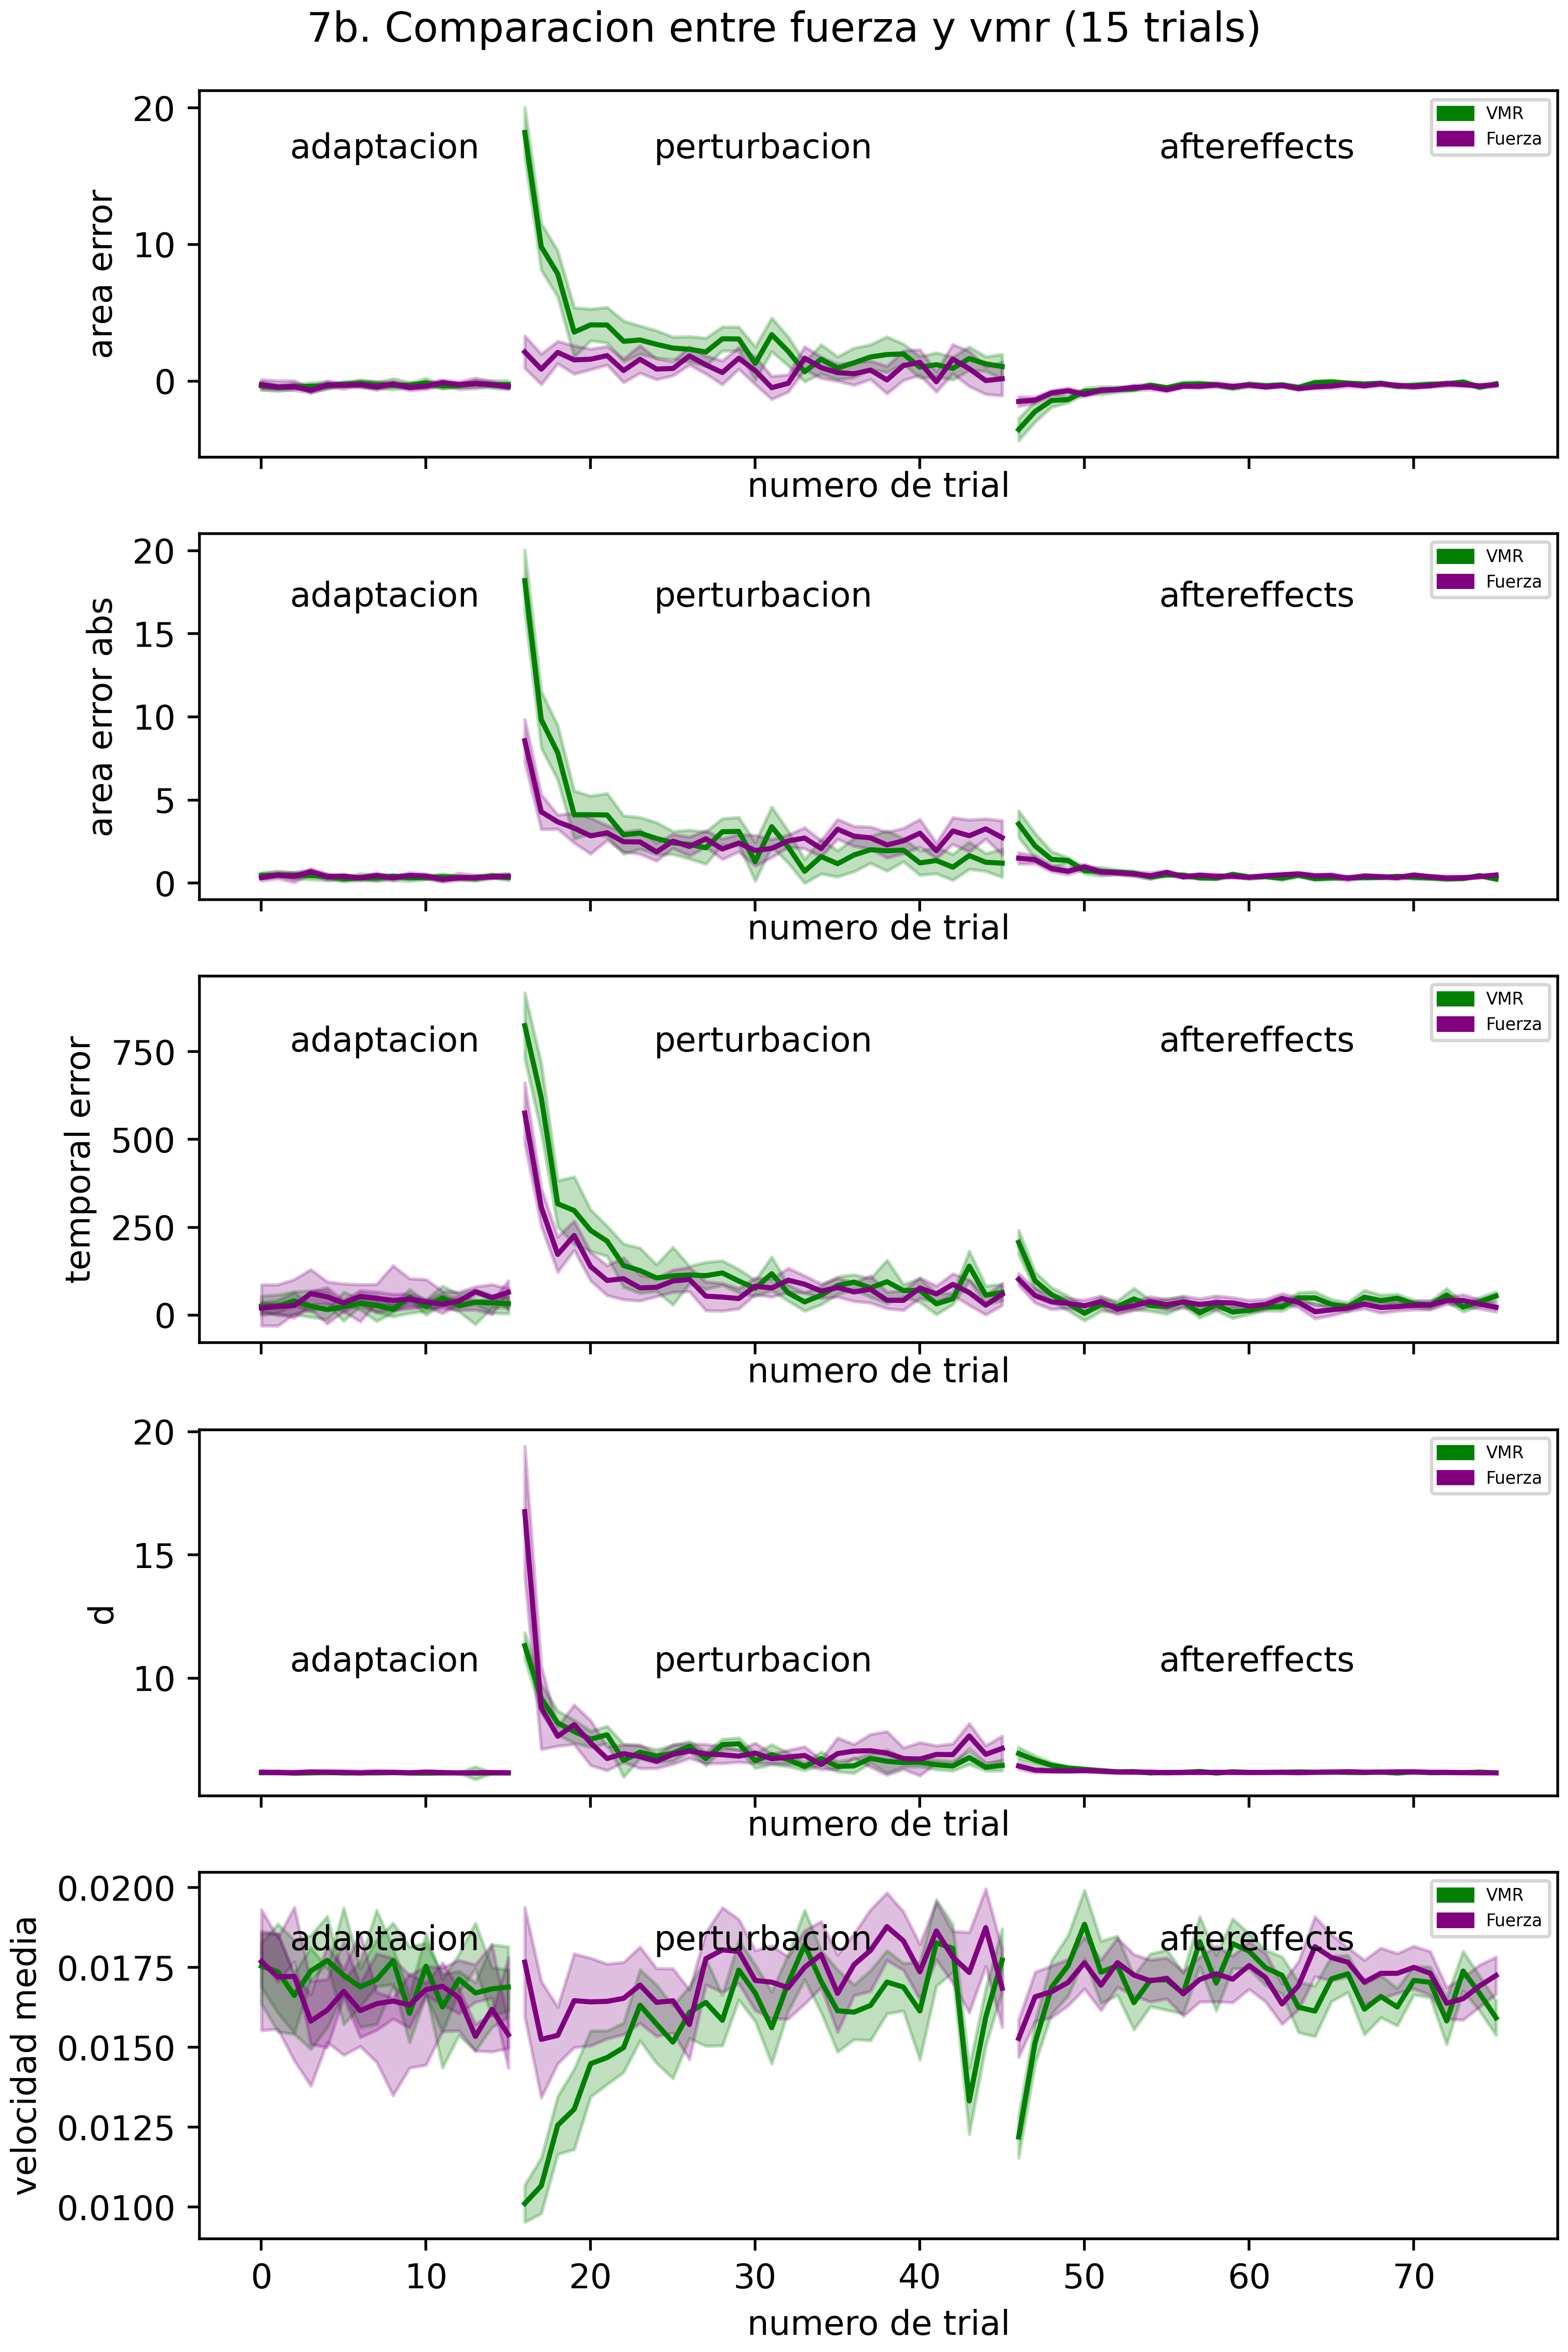 7b. Comparacion entre fuerza y vmr (15 trials)
20
10
0
area error
adaptacion
perturbacion
aftereffects
VMR
Fuerza
numero de trial
20
15
10
5
0
area error abs
adaptacion
perturbacion
aftereffects
VMR
Fuerza
numero de trial
750
500
250
0
temporal error
adaptacion
perturbacion
aftereffects
VMR
Fuerza
numero de trial
20
15
10
d
adaptacion
perturbacion
aftereffects
VMR
Fuerza
numero de trial
0.0200
0.0175
0.0150
0.0125
0.0100
velocidad media
adaptacion
perturbacion
aftereffects
VMR
Fuerza
0 10 20 30 40 50 60 70
numero de trial